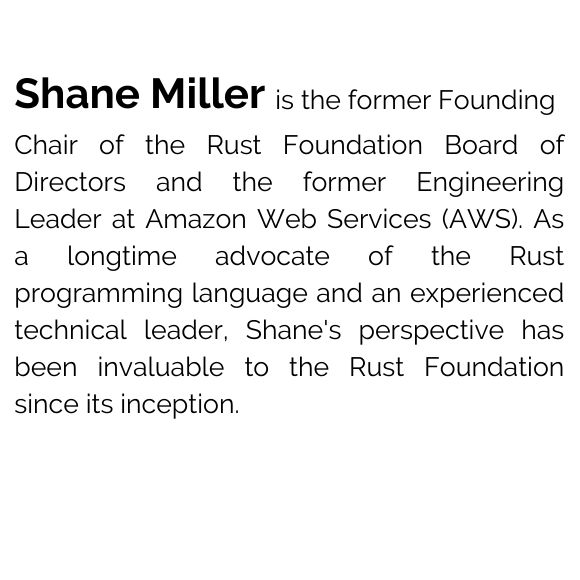 Shane Miller is the former Founding
Chair of the Rust Foundation Board of
Directors and the former Engineering
Leader at Amazon Web Services (AWS). As
a longtime advocate of the Rust
programming language and an experienced
technical leader, Shane's perspective has
been invaluable to the Rust Foundation
since its inception.